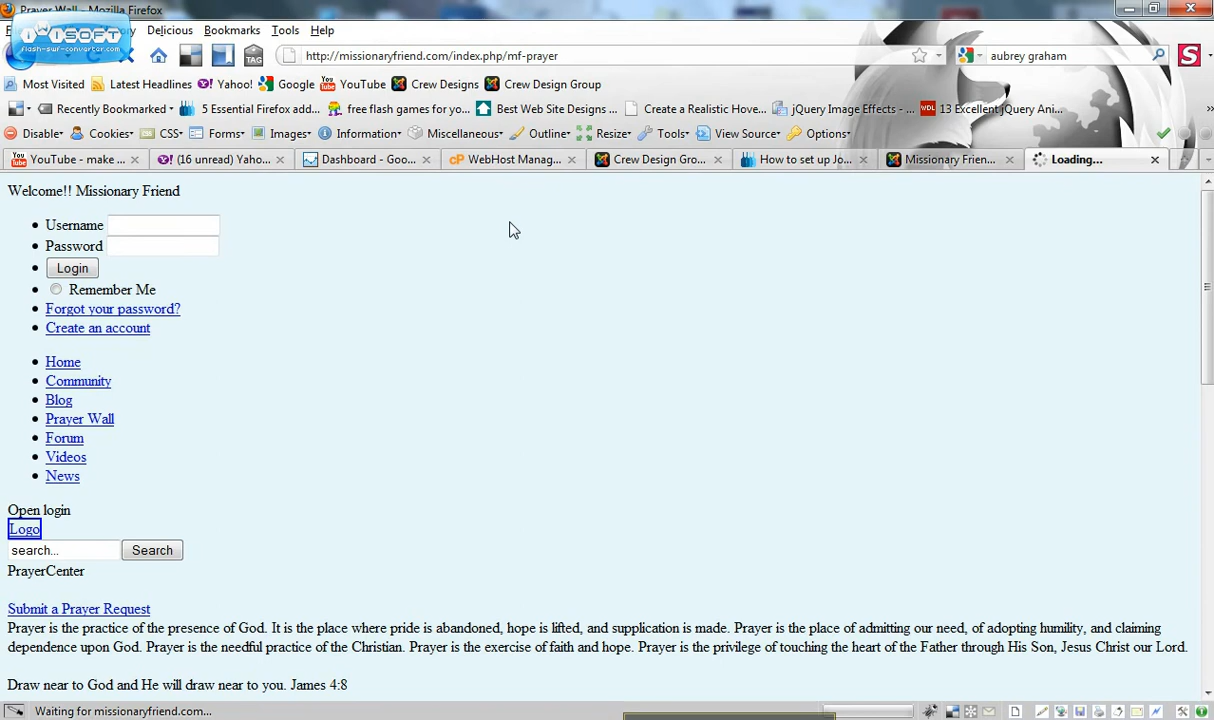 Prayer Wall - Mozilla Firefox
iWiSOFT
flash-swf-converter.com
Delicious Bookmarks Tools Help
TAG
http://missionaryfriend.com/index.php/mf-prayer
aubrey graham
Most Visited Latest Headlines Yahoo! Google YouTube Crew Designs Crew Design Group
Recently Bookmarked 5 Essential Firefox add... free flash games for yo... Best Web Site Designs ... Create a Realistic Hove... jQuery Image Effects - ... WDL 13 Excellent jQuery Ani...
Disable Cookies CSS Forms Images Information Miscellaneous Outline Resize Tools View Source Options
YouTube - make ... (16 unread) Yaho... Dashboard - Goo... cP WebHost Manag... Crew Design Gro... How to set up Jo... Missionary Frien... Loading...
Welcome!! Missionary Friend
Username
Password
Login
Remember Me
Forgot your password?
Create an account
Home
Community
Blog
Prayer Wall
Forum
Videos
News
Open login
Logo
search... Search
PrayerCenter
Submit a Prayer Request
Prayer is the practice of the presence of God. It is the place where pride is abandoned, hope is lifted, and supplication is made. Prayer is the place of admitting our need, of adopting humility, and claiming
dependence upon God. Prayer is the needful practice of the Christian. Prayer is the exercise of faith and hope. Prayer is the privilege of touching the heart of the Father through His Son, Jesus Christ our Lord.
Draw near to God and He will draw near to you. James 4:8
Waiting for missionaryfriend.com...